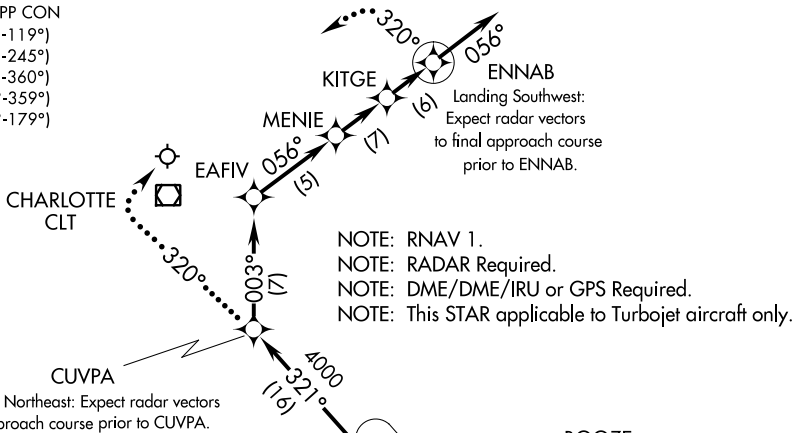 PP CON
-119°)
-245°)
-360°)
-359°)
-179°)
320°
056°
KITGE
ENNAB
(6)
Landing Southwest:
Expect radar vectors
to final approach course
prior to ENNAB.
MENIE
(7)
056°
EAFIV
(5)
CHARLOTTE
CLT
320°
003°
(7)
NOTE: RNAV 1.
NOTE: RADAR Required.
NOTE: DME/DME/IRU or GPS Required.
NOTE: This STAR applicable to Turbojet aircraft only.
CUVPA
Northeast: Expect radar vectors
proach course prior to CUVPA.
4000
321°
(16)